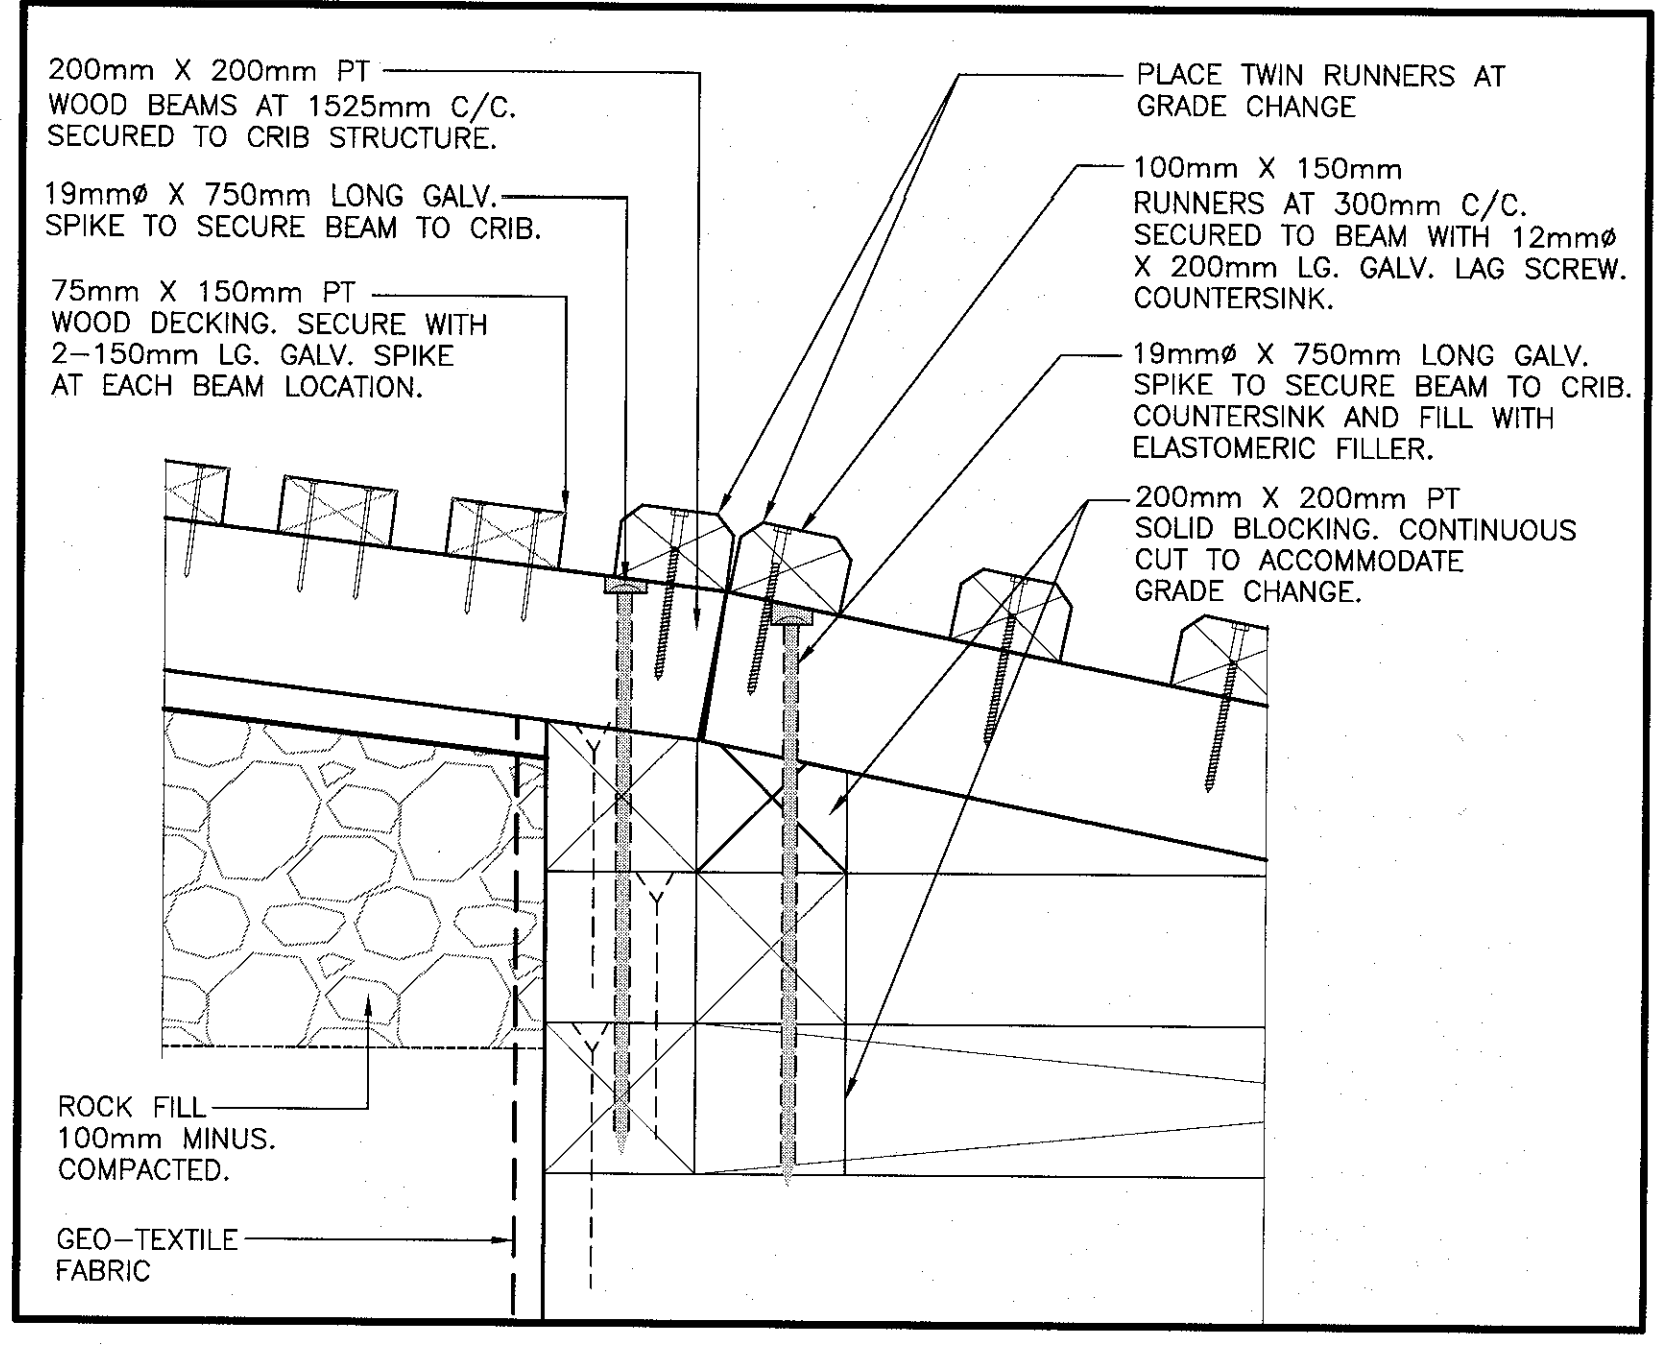 200mm X 200mm PT
WOOD BEAMS AT 1525mm C/C.
SECURED TO CRIB STRUCTURE.
19mmø X 750mm LONG GALV.
SPIKE TO SECURE BEAM TO CRIB.
75mm X 150mm PT
WOOD DECKING. SECURE WITH
2-150mm LG. GALV. SPIKE
AT EACH BEAM LOCATION.
PLACE TWIN RUNNERS AT
GRADE CHANGE
100mm X 150mm
RUNNERS AT 300mm C/C.
SECURED TO BEAM WITH 12mmø
X 200mm LG. GALV. LAG SCREW.
COUNTERSINK.
19mmø X 750mm LONG GALV.
SPIKE TO SECURE BEAM TO CRIB.
COUNTERSINK AND FILL WITH
ELASTOMERIC FILLER.
200mm X 200mm PT
SOLID BLOCKING. CONTINUOUS
CUT TO ACCOMMODATE
GRADE CHANGE.
ROCK FILL
100mm MINUS.
COMPACTED.
GEO-TEXTILE
FABRIC